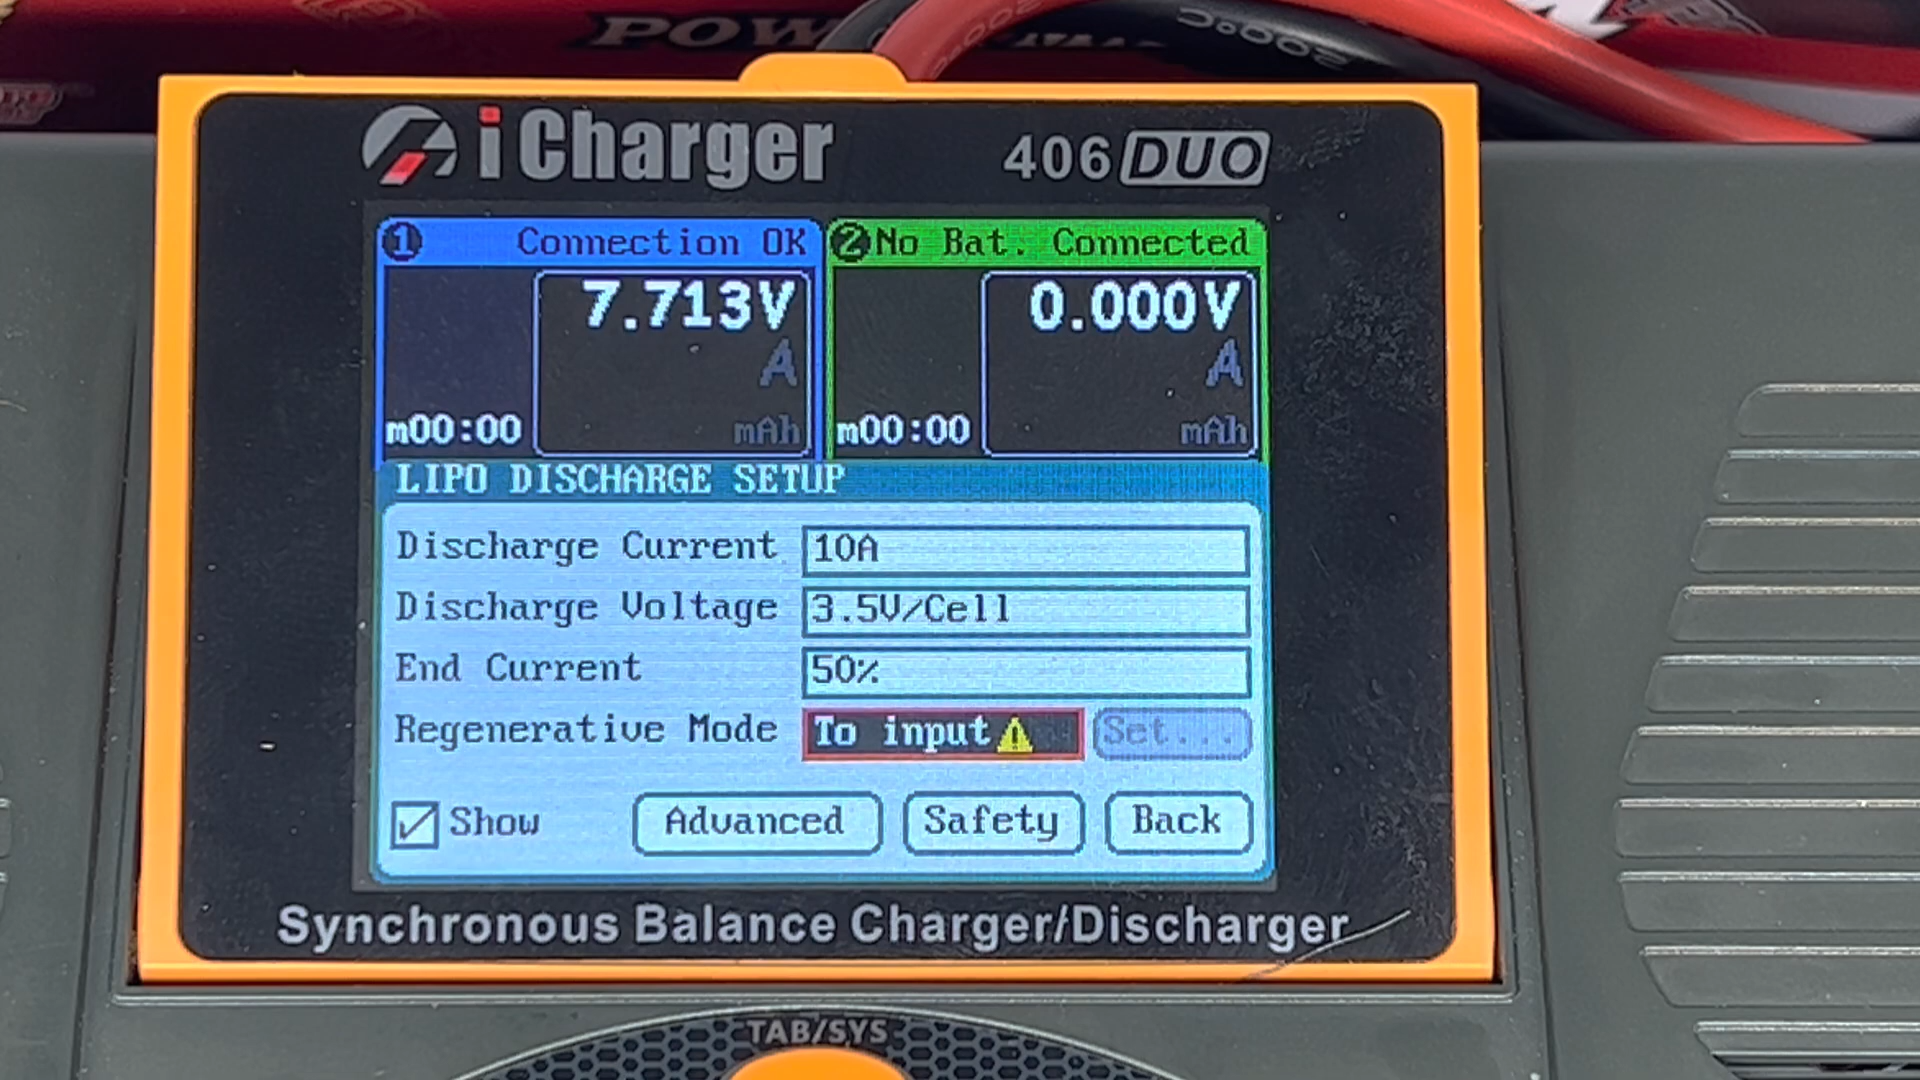 iCharger 406 DUO
1 Connection OK
2 No Bat. Connected
7.713V
0.000V
A
A
m00:00 mAh
m00:00 mAh
LIPO DISCHARGE SETUP
Discharge Current 10A
Discharge Voltage 3.5V/Cell
End Current 50%
Regenerative Mode To input Set...
Show Advanced Safety Back
Synchronous Balance Charger/Discharger
TAB/SYS